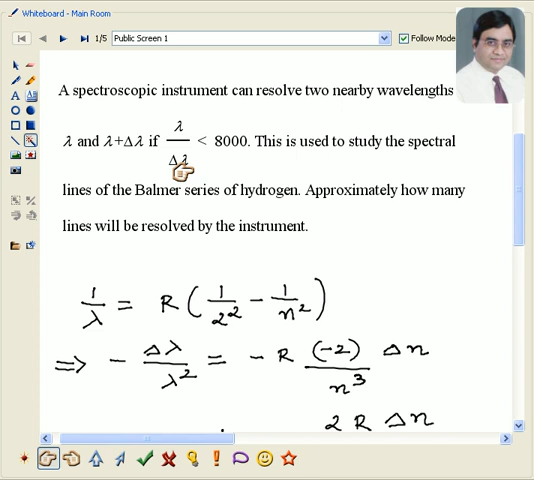 Whiteboard - Main Room
1/5 Public Screen 1 Follow Mode
A spectroscopic instrument can resolve two nearby wavelengths
λ and λ+Δλ if λ/Δλ < 8000. This is used to study the spectral
lines of the Balmer series of hydrogen. Approximately how many
lines will be resolved by the instrument.
1/λ = R ( 1/2² − 1/n² )
⇒ − Δλ/λ² = − R (−2)/n³ Δn
2 R Δn